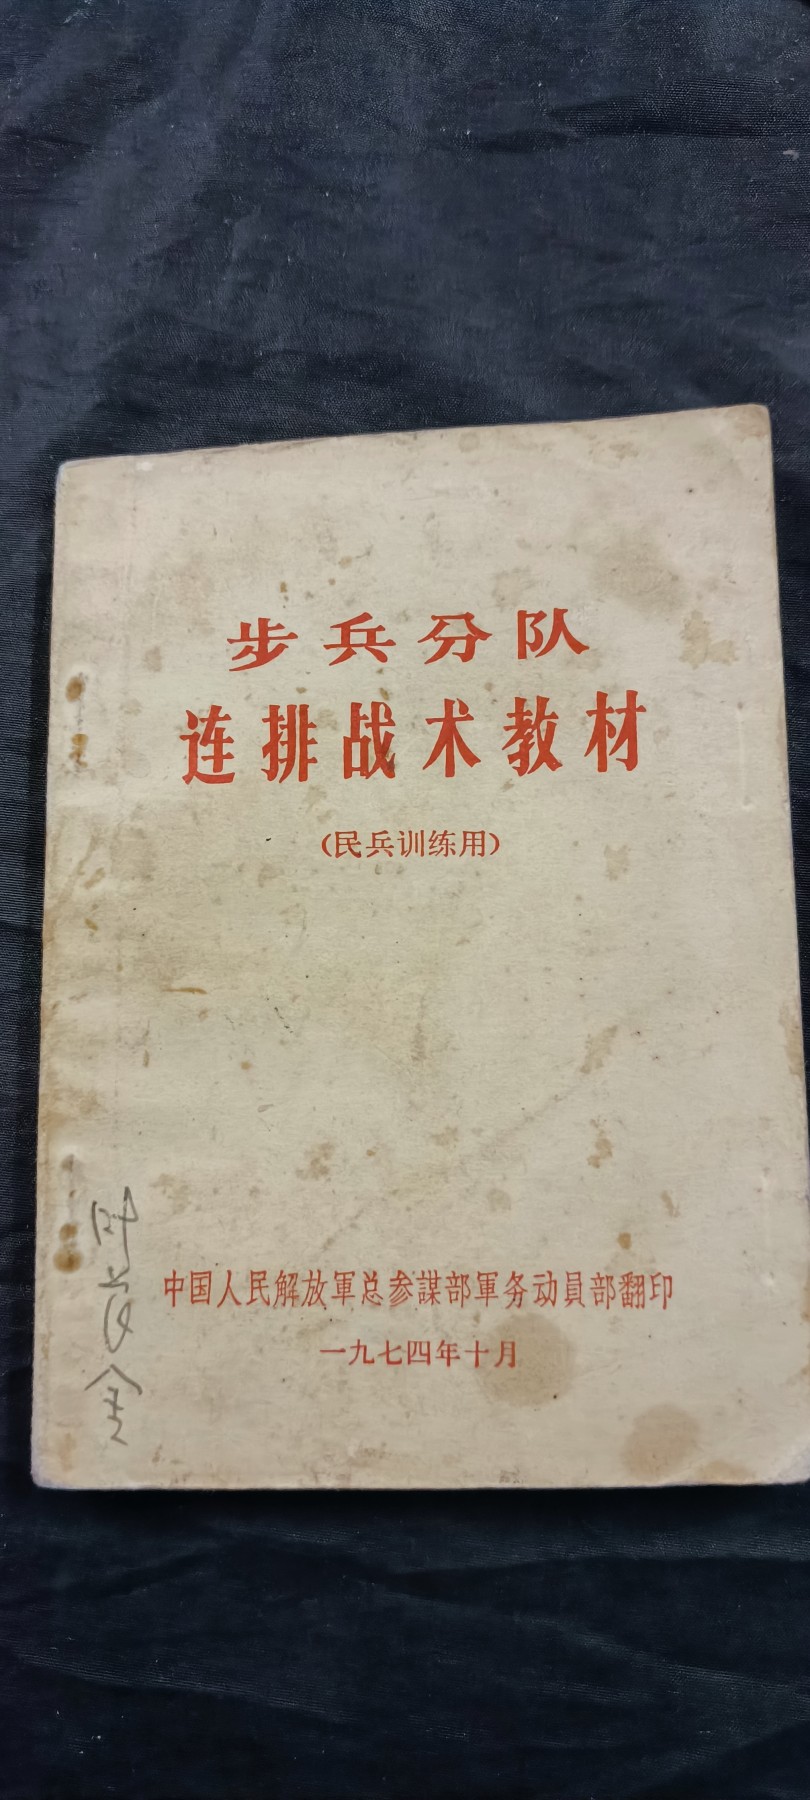 步兵分队
连排战术教材
（民兵训练用）
中国人民解放軍总参謀部軍务动員部翻印
一九七四年十月